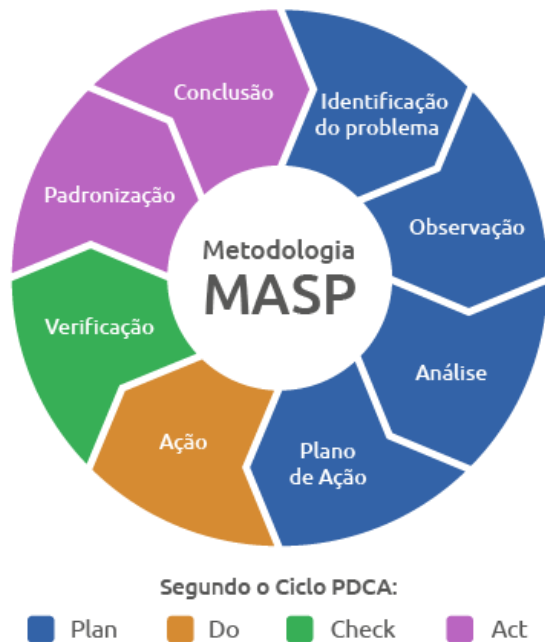 Conclusão
Identificação
do problema
Padronização
Observação
Metodologia
MASP
Verificação
Análise
Ação
Plano
de Ação
Segundo o Ciclo PDCA:
Plan
Do
Check
Act